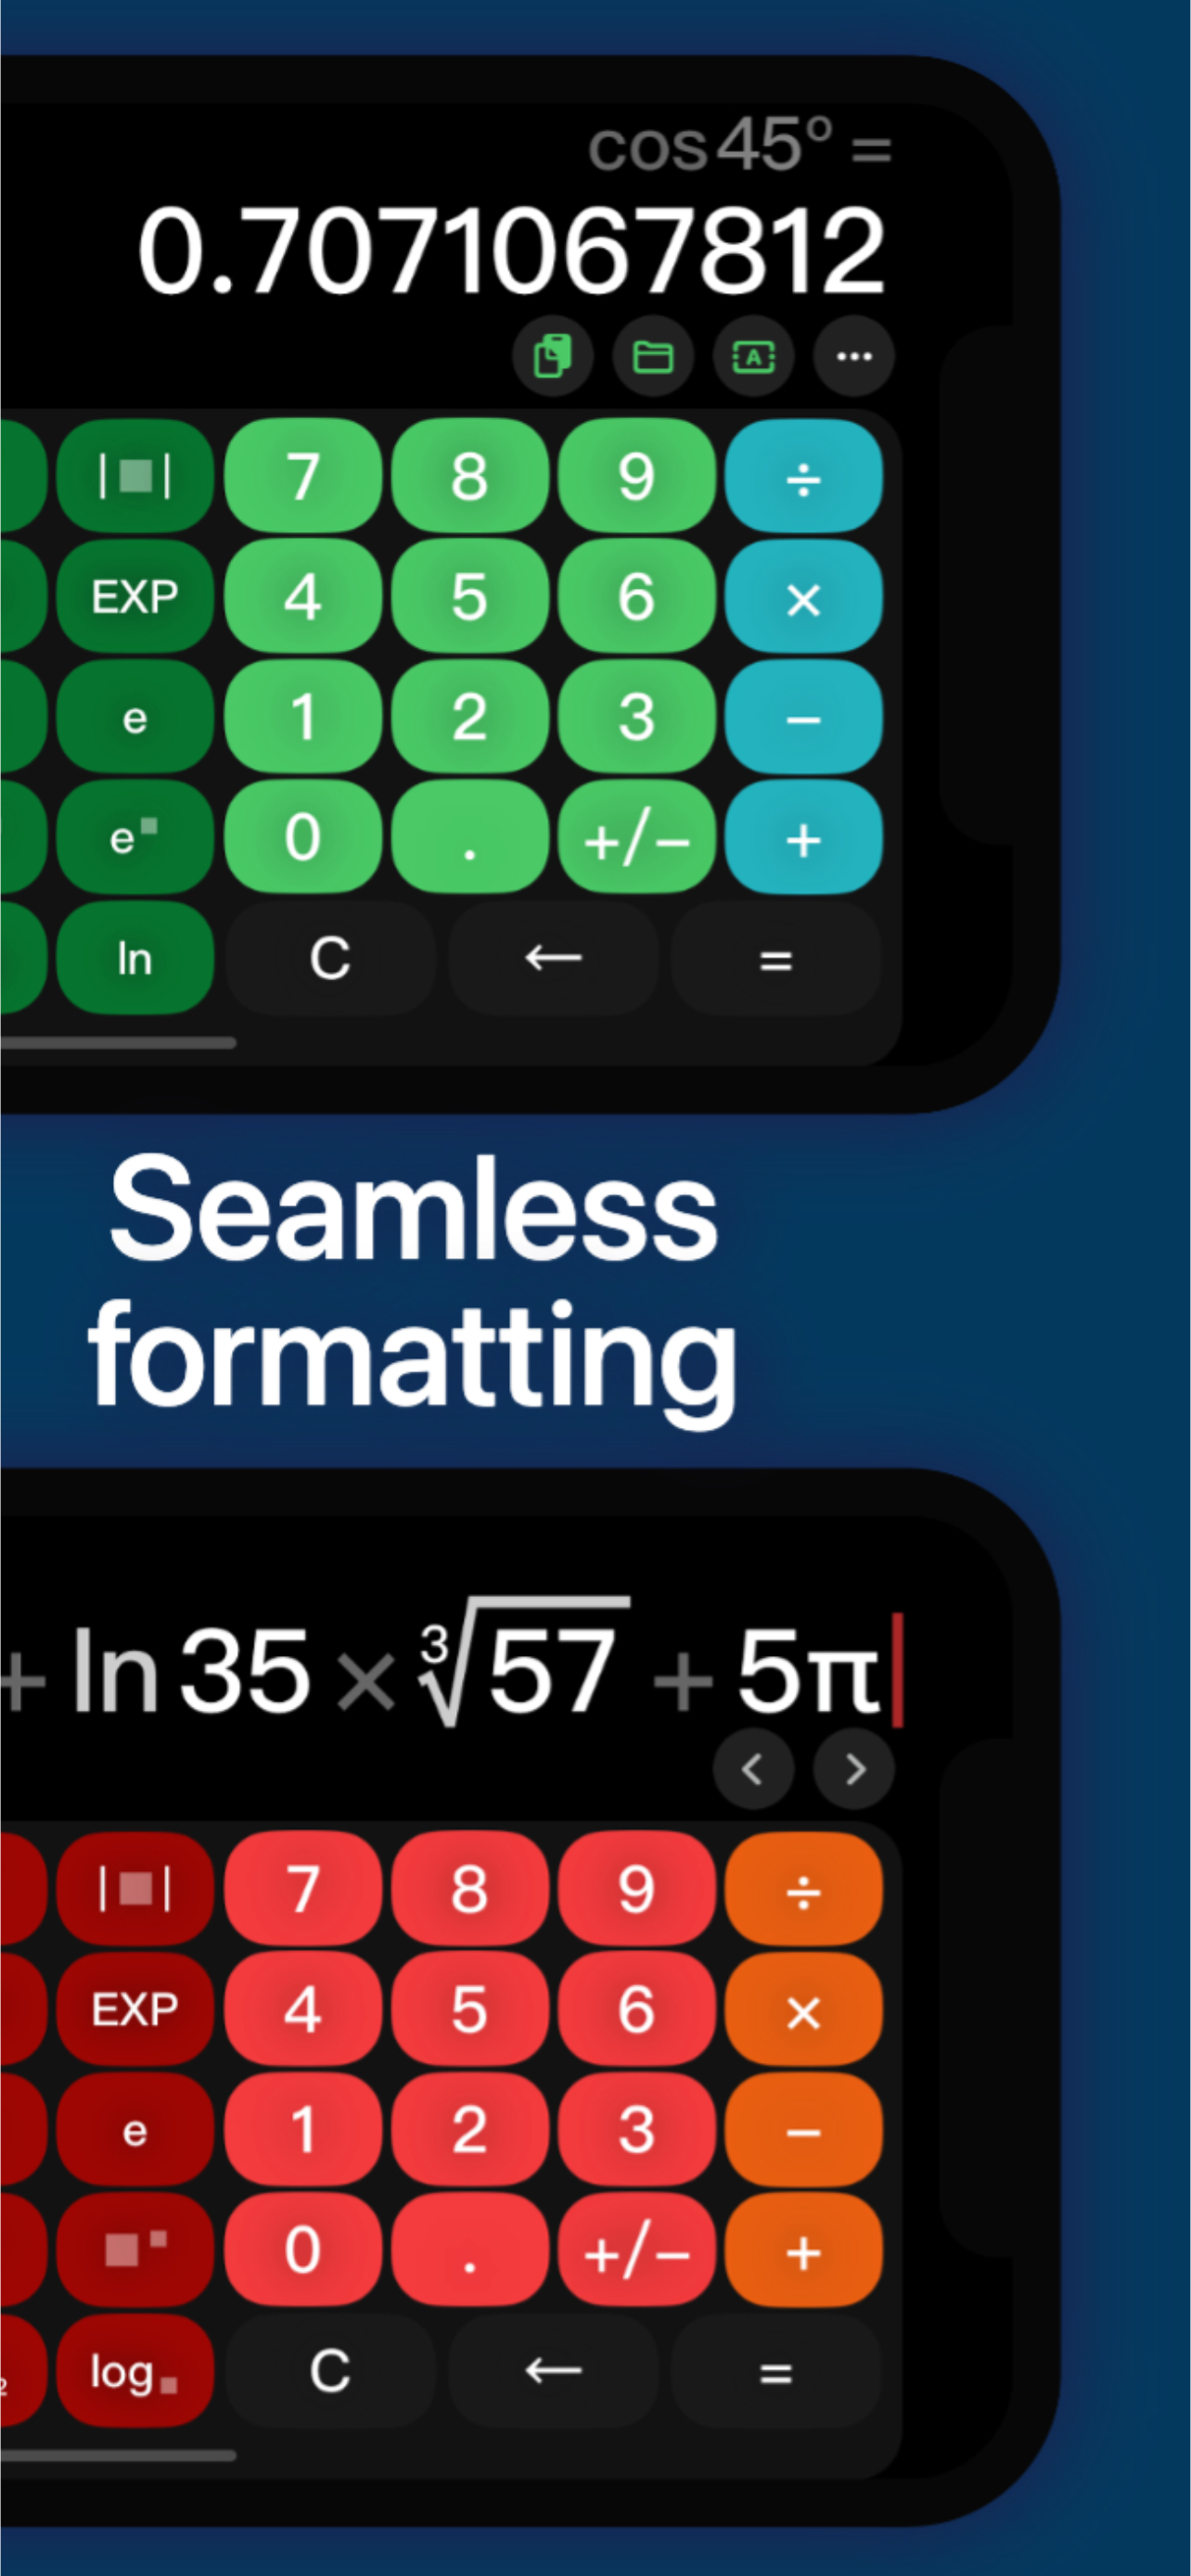 cos 45° =
0.7071067812
A
|■| 7 8 9 ÷
EXP 4 5 6 ×
e 1 2 3 −
e■ 0 . +/− +
ln C ← =
Seamless
formatting
+ ln 35 × ∛57 + 5π
< >
|■| 7 8 9 ÷
EXP 4 5 6 ×
e 1 2 3 −
■■ 0 . +/− +
2 log■ C ← =